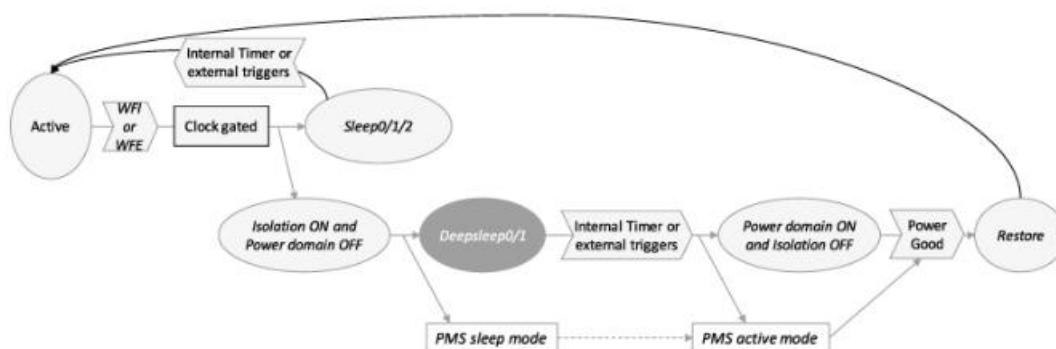 Internal Timer or
external triggers
Active
WFI
or
WFE
Clock gated
Sleep0/1/2
Isolation ON and
Power domain OFF
Deepsleep0/1
Internal Timer or
external triggers
Power domain ON
and Isolation OFF
Power
Good
Restore
PMS sleep mode
PMS active mode